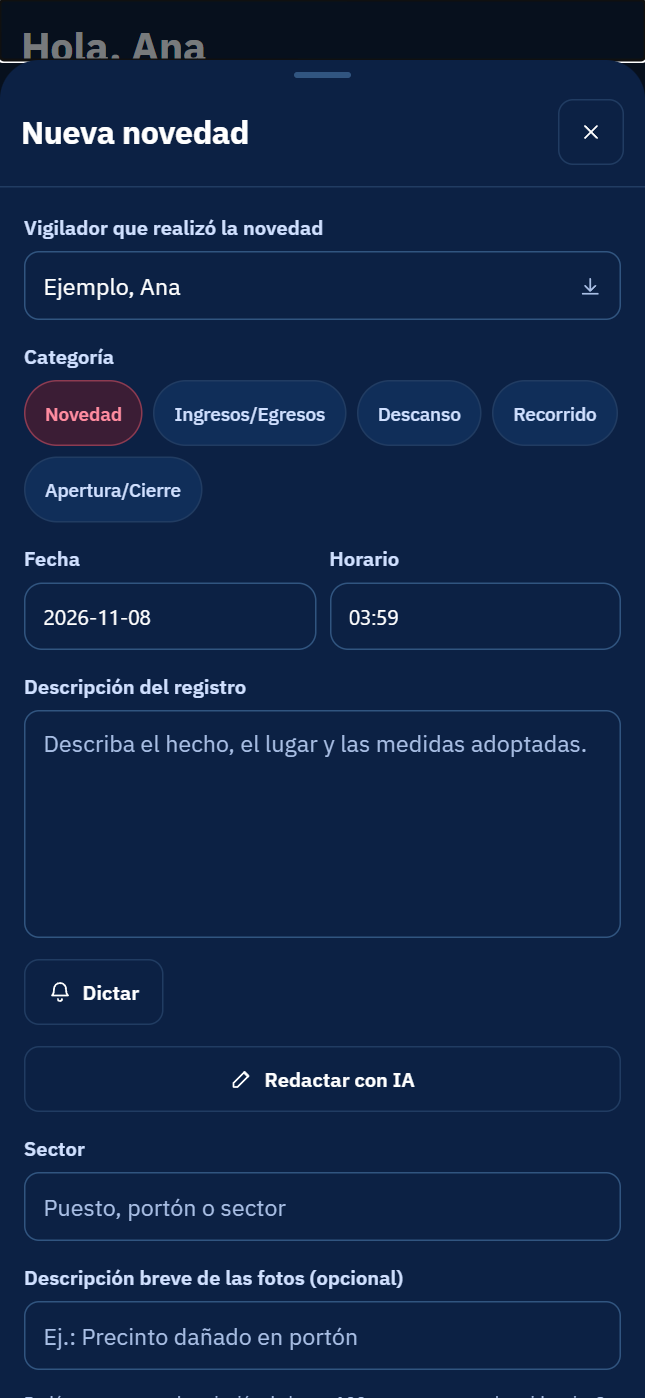 Hola, Ana
Nueva novedad
Vigilador que realizó la novedad
Ejemplo, Ana
Categoría
Novedad
Ingresos/Egresos
Descanso
Recorrido
Apertura/Cierre
Fecha
Horario
2026-11-08
03:59
Descripción del registro
Describa el hecho, el lugar y las medidas adoptadas.
Dictar
Redactar con IA
Sector
Puesto, portón o sector
Descripción breve de las fotos (opcional)
Ej.: Precinto dañado en portón